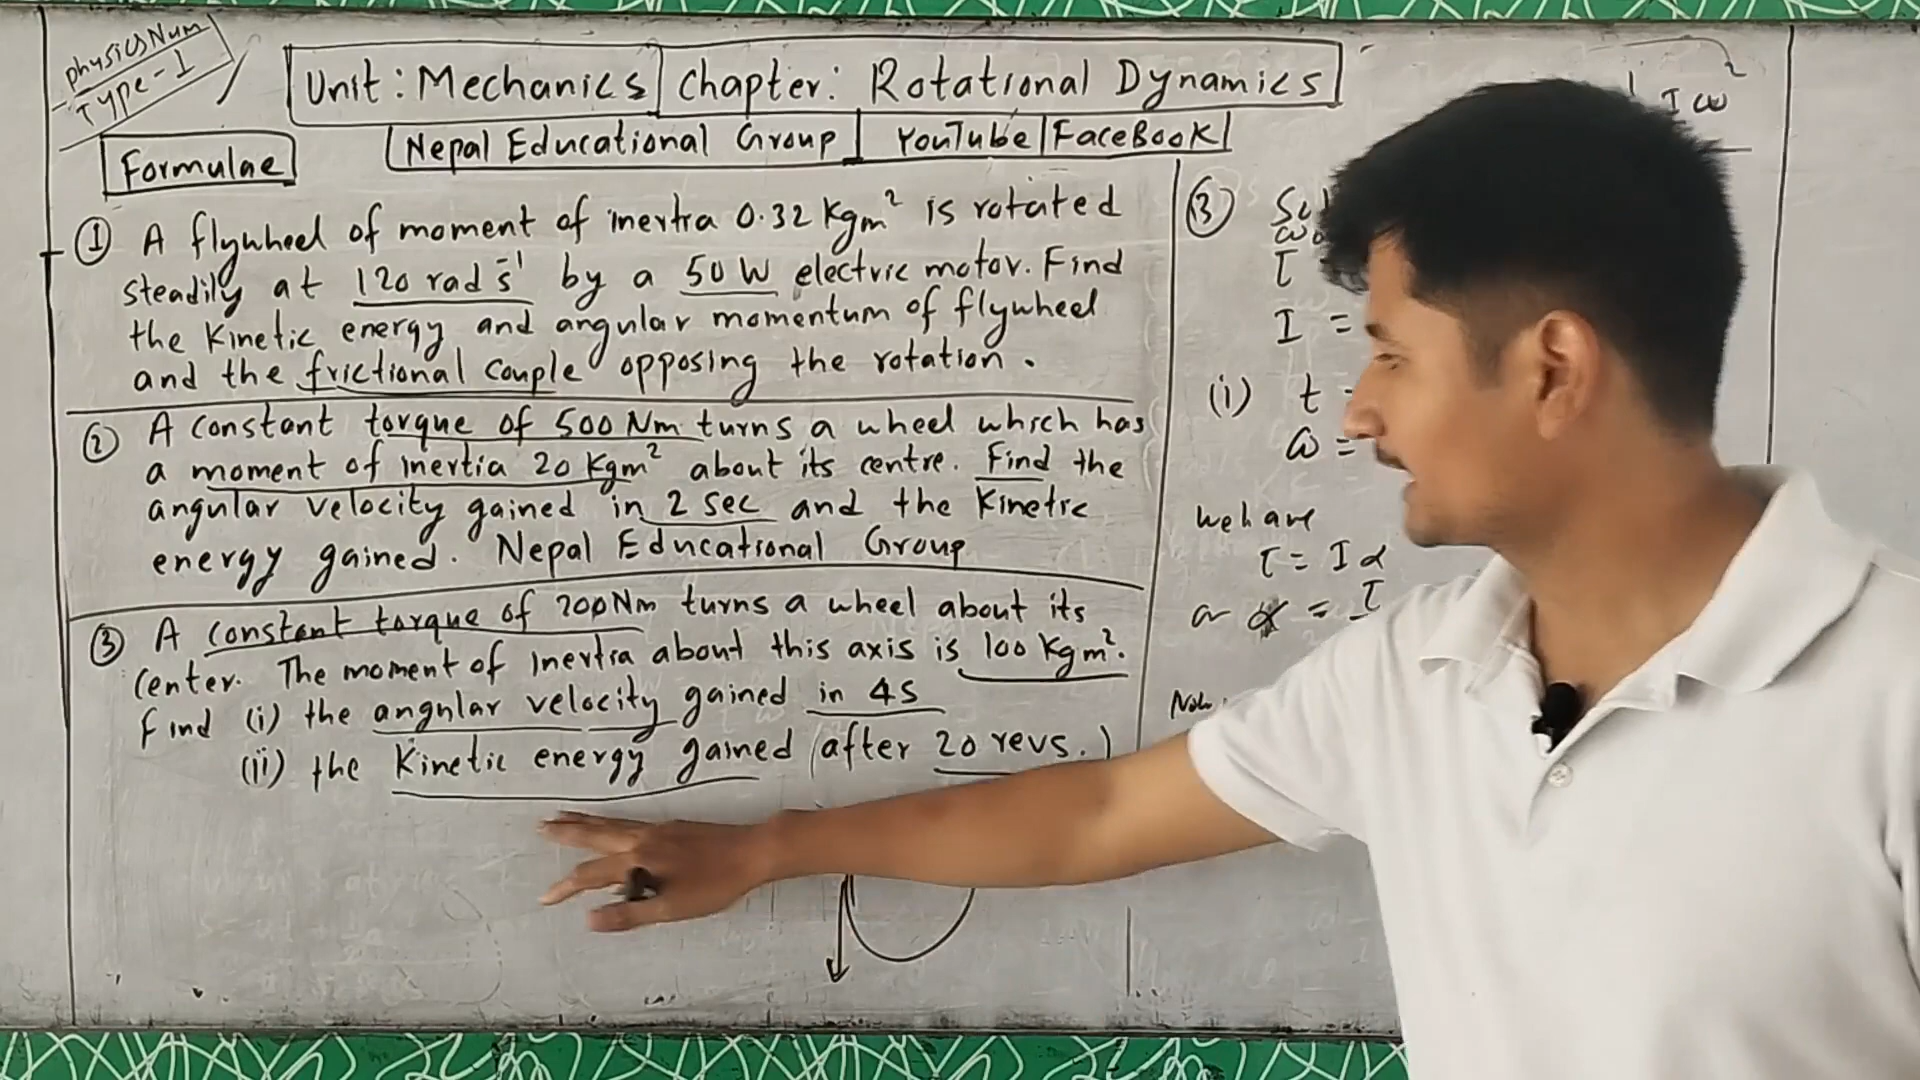 physics Num
Type-1
Unit: Mechanics Chapter: Rotational Dynamics
Nepal Educational Group YouTube FaceBook
Formulae
① A flywheel of moment of inertia 0.32 Kgm² is rotated
steadily at 120 rad s⁻¹ by a 50 W electric motor. Find
the Kinetic energy and angular momentum of flywheel
and the frictional couple opposing the rotation.
② A constant torque of 500 Nm turns a wheel which has
a moment of inertia 20 Kgm² about its centre. Find the
angular velocity gained in 2 sec and the Kinetic
energy gained. Nepal Educational Group
③ A constant torque of 200 Nm turns a wheel about its
center. The moment of inertia about this axis is 100 Kgm².
Find (i) the angular velocity gained in 4s
(ii) the Kinetic energy gained (after 20 revs.)
Iω²
③
τ
I =
(i) t =
ω =
we have
τ = Iα
or α = τ
Now